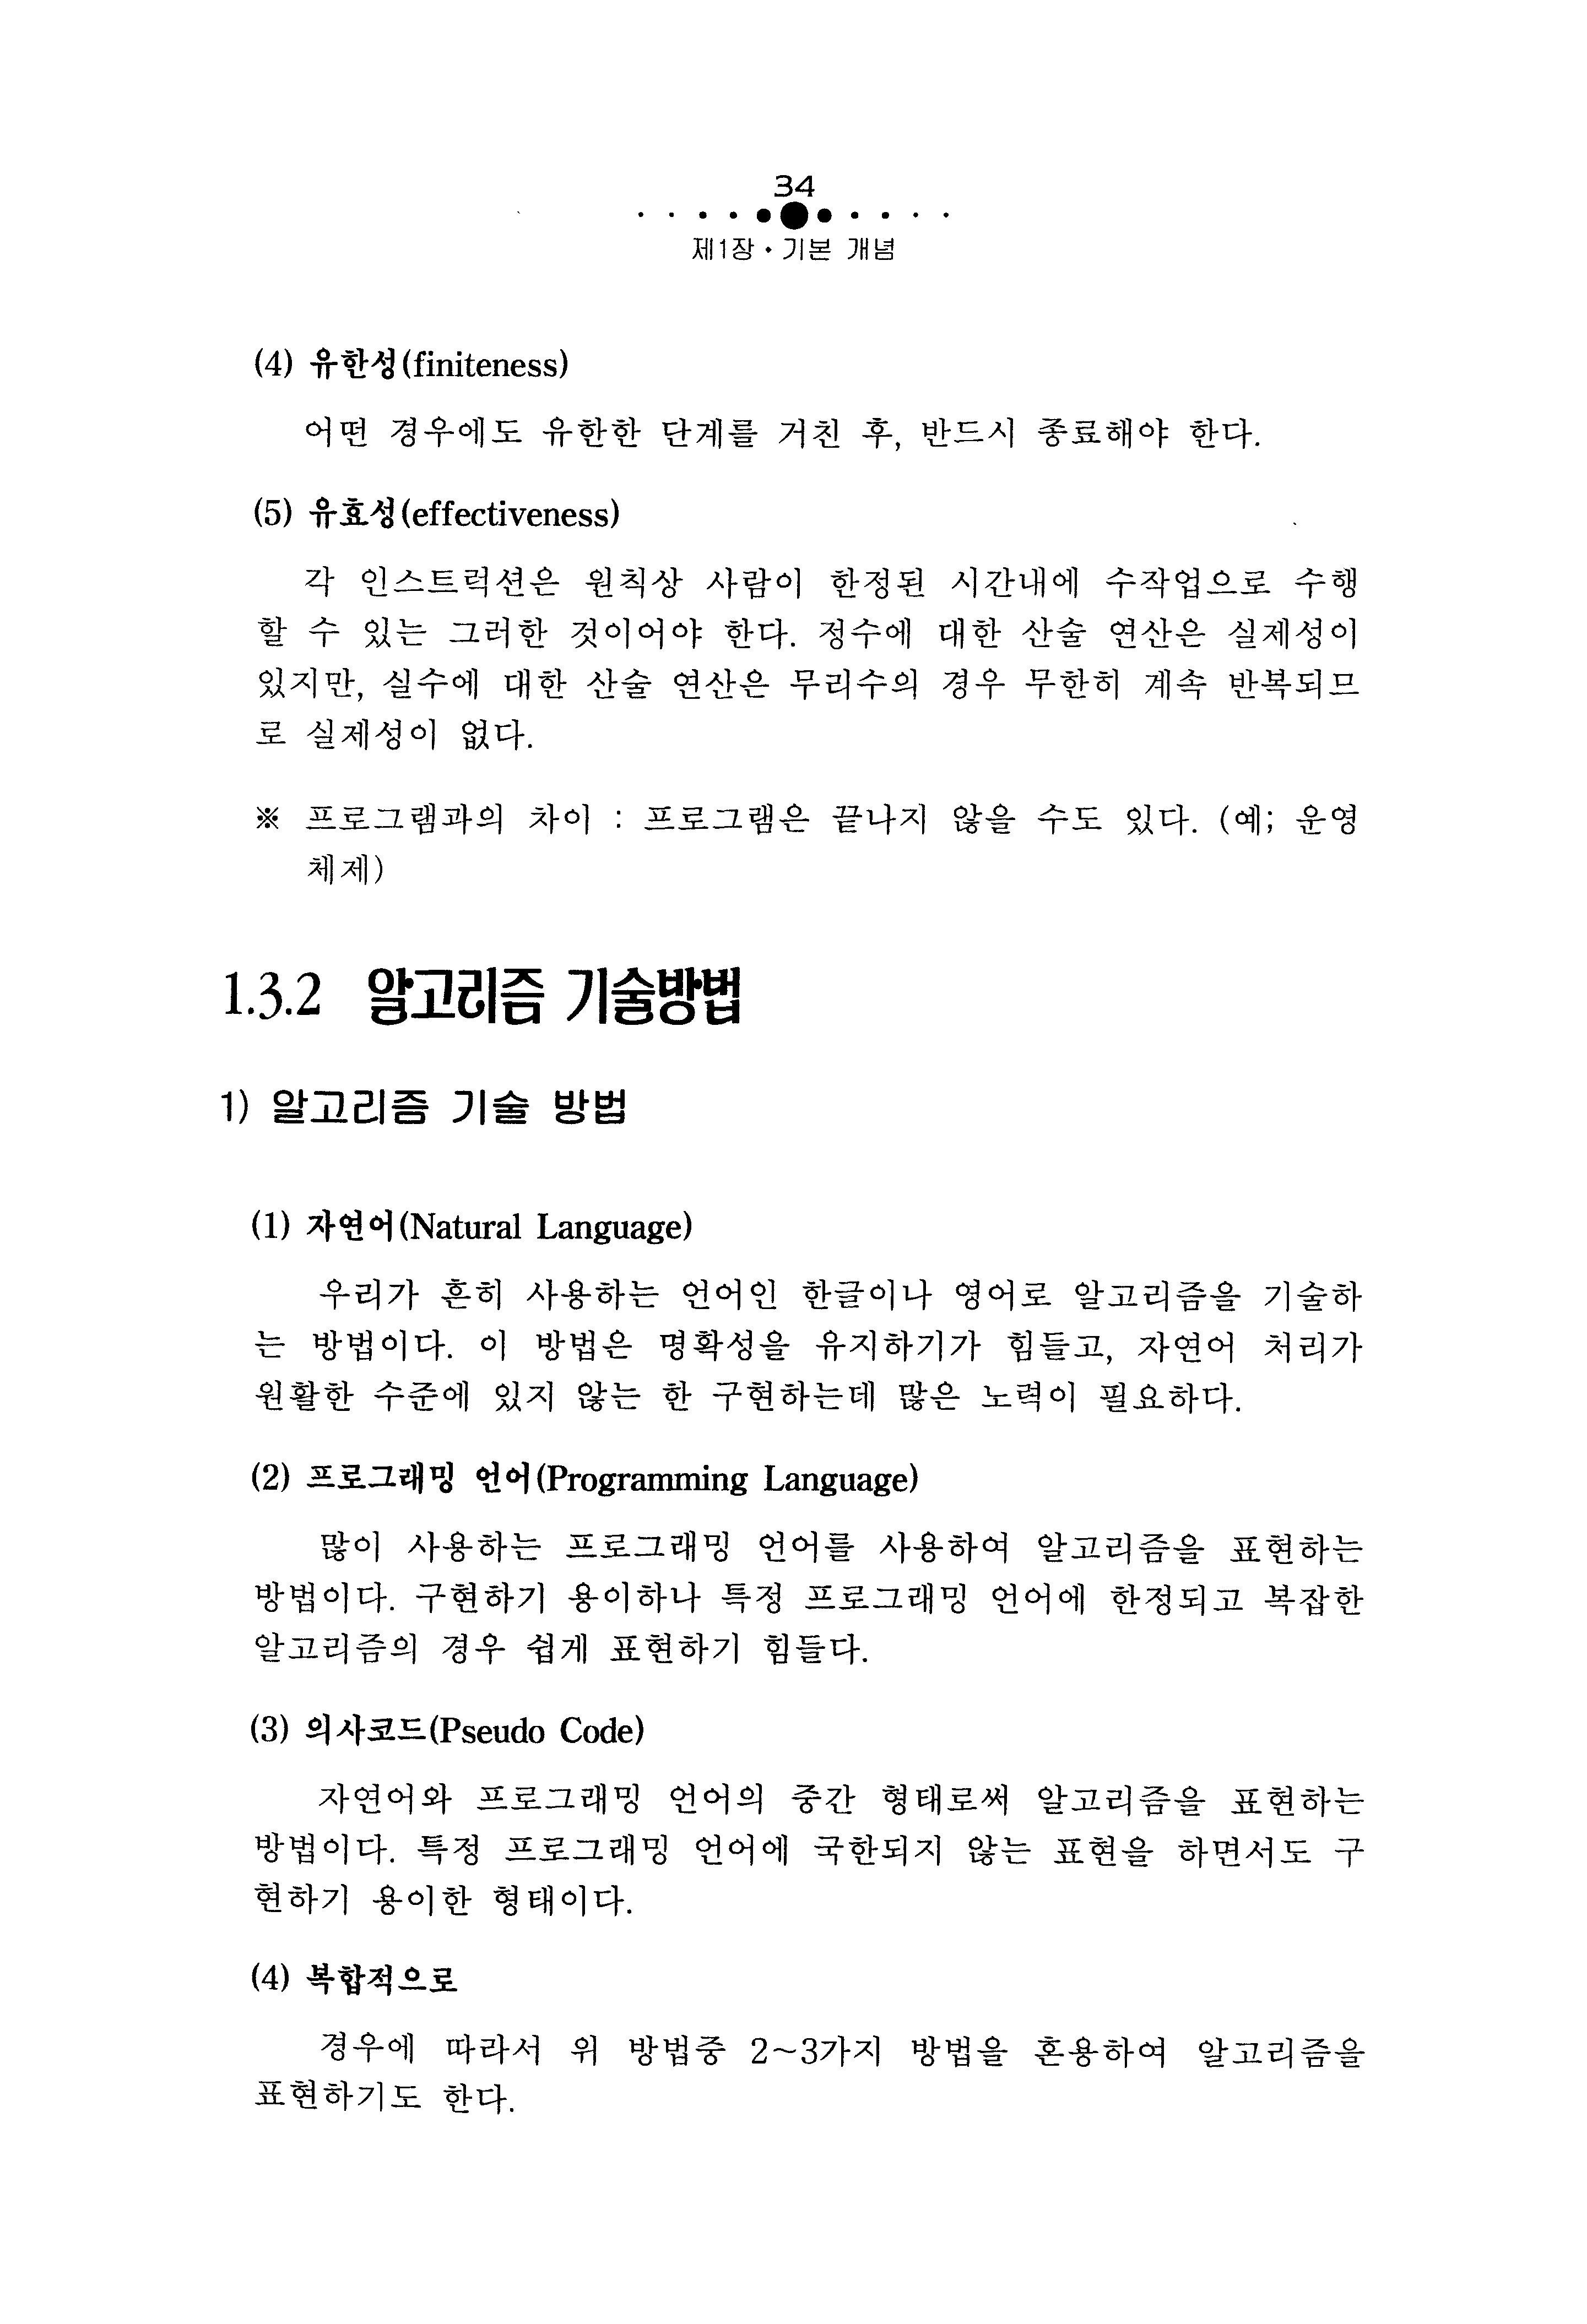 34
제1장 • 기본 개념
(4) 유한성(finiteness)
어떤 경우에도 유한한 단계를 거친 후, 반드시 종료해야 한다.
(5) 유효성(effectiveness)
각 인스트럭션은 원칙상 사람이 한정된 시간내에 수작업으로 수행
할 수 있는 그러한 것이어야 한다. 정수에 대한 산술 연산은 실제성이
있지만, 실수에 대한 산술 연산은 무리수의 경우 무한히 계속 반복되므
로 실제성이 없다.
※ 프로그램과의 차이 : 프로그램은 끝나지 않을 수도 있다. (예; 운영
체제)
1.3.2 알고리즘 기술방법
1) 알고리즘 기술 방법
(1) 자연어(Natural Language)
우리가 흔히 사용하는 언어인 한글이나 영어로 알고리즘을 기술하
는 방법이다. 이 방법은 명확성을 유지하기가 힘들고, 자연어 처리가
원활한 수준에 있지 않는 한 구현하는데 많은 노력이 필요하다.
(2) 프로그래밍 언어(Programming Language)
많이 사용하는 프로그래밍 언어를 사용하여 알고리즘을 표현하는
방법이다. 구현하기 용이하나 특정 프로그래밍 언어에 한정되고 복잡한
알고리즘의 경우 쉽게 표현하기 힘들다.
(3) 의사코드(Pseudo Code)
자연어와 프로그래밍 언어의 중간 형태로써 알고리즘을 표현하는
방법이다. 특정 프로그래밍 언어에 국한되지 않는 표현을 하면서도 구
현하기 용이한 형태이다.
(4) 복합적으로
경우에 따라서 위 방법중 2~3가지 방법을 혼용하여 알고리즘을
표현하기도 한다.